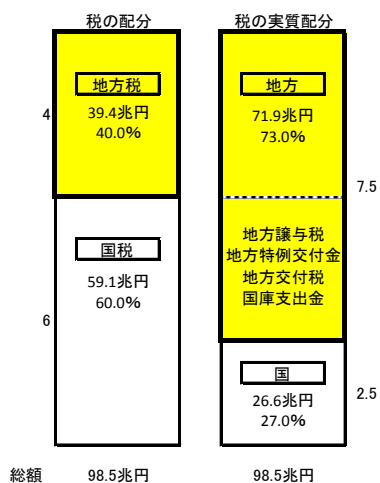 税の配分
税の実質配分
地方税
39.4兆円
40.0%
4
国税
59.1兆円
60.0%
6
地方
71.9兆円
73.0%
7.5
地方譲与税
地方特例交付金
地方交付税
国庫支出金
国
26.6兆円
27.0%
2.5
総額 98.5兆円 98.5兆円